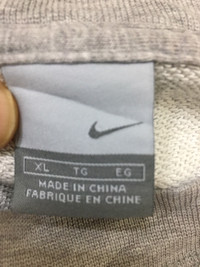 XL TG EG
MADE IN CHINA
FABRIQUE EN CHINE